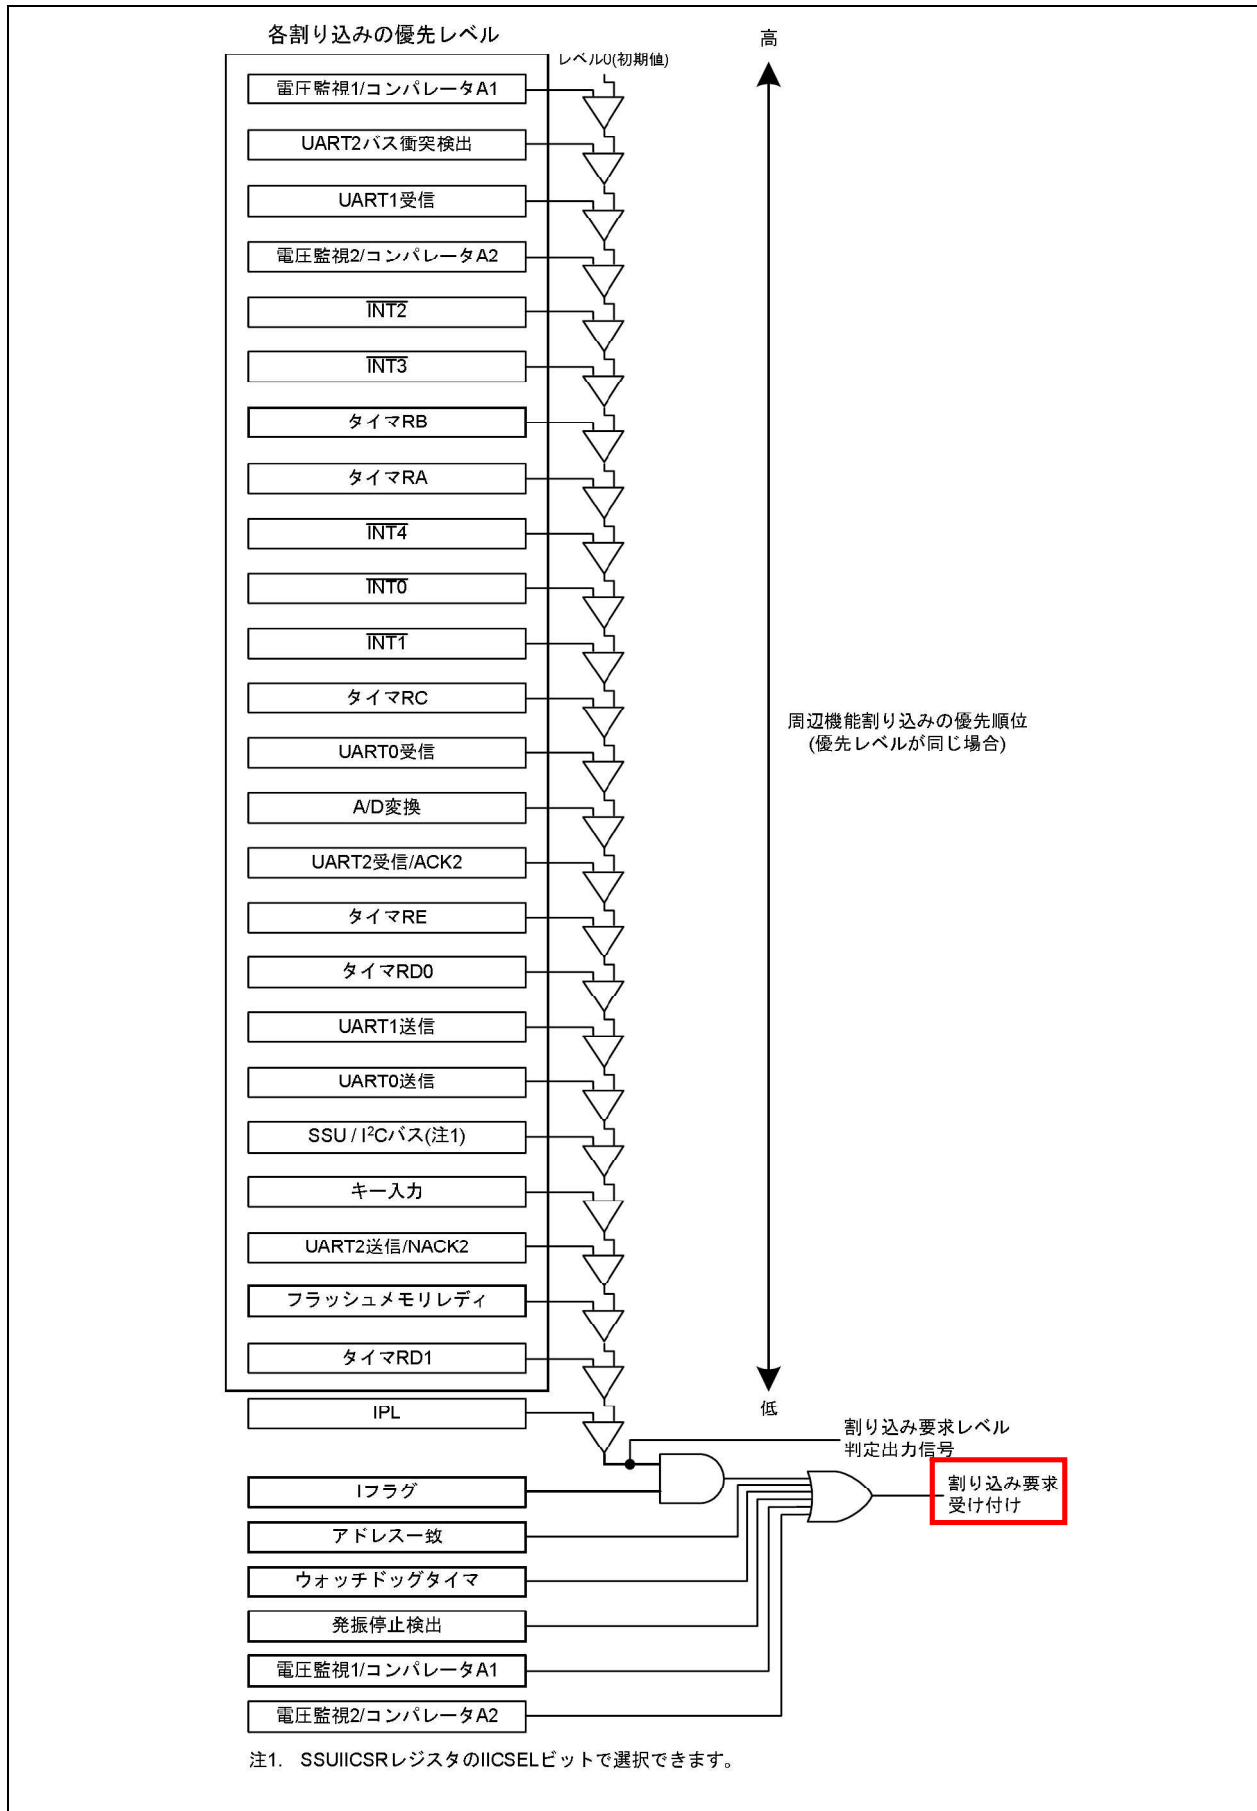 各割り込みの優先レベル
高
レベル0(初期値)
電圧監視1/コンパレータA1
UART2バス衝突検出
UART1受信
電圧監視2/コンパレータA2
INT2
INT3
タイマRB
タイマRA
INT4
INT0
INT1
タイマRC
周辺機能割り込みの優先順位
(優先レベルが同じ場合)
UART0受信
A/D変換
UART2受信/ACK2
タイマRE
タイマRD0
UART1送信
UART0送信
SSU / I²Cバス(注1)
キー入力
UART2送信/NACK2
フラッシュメモリレディ
タイマRD1
低
IPL
割り込み要求レベル
判定出力信号
Iフラグ
割り込み要求
受け付け
アドレス一致
ウォッチドッグタイマ
発振停止検出
電圧監視1/コンパレータA1
電圧監視2/コンパレータA2
注1. SSUIICSRレジスタのIICSELビットで選択できます。